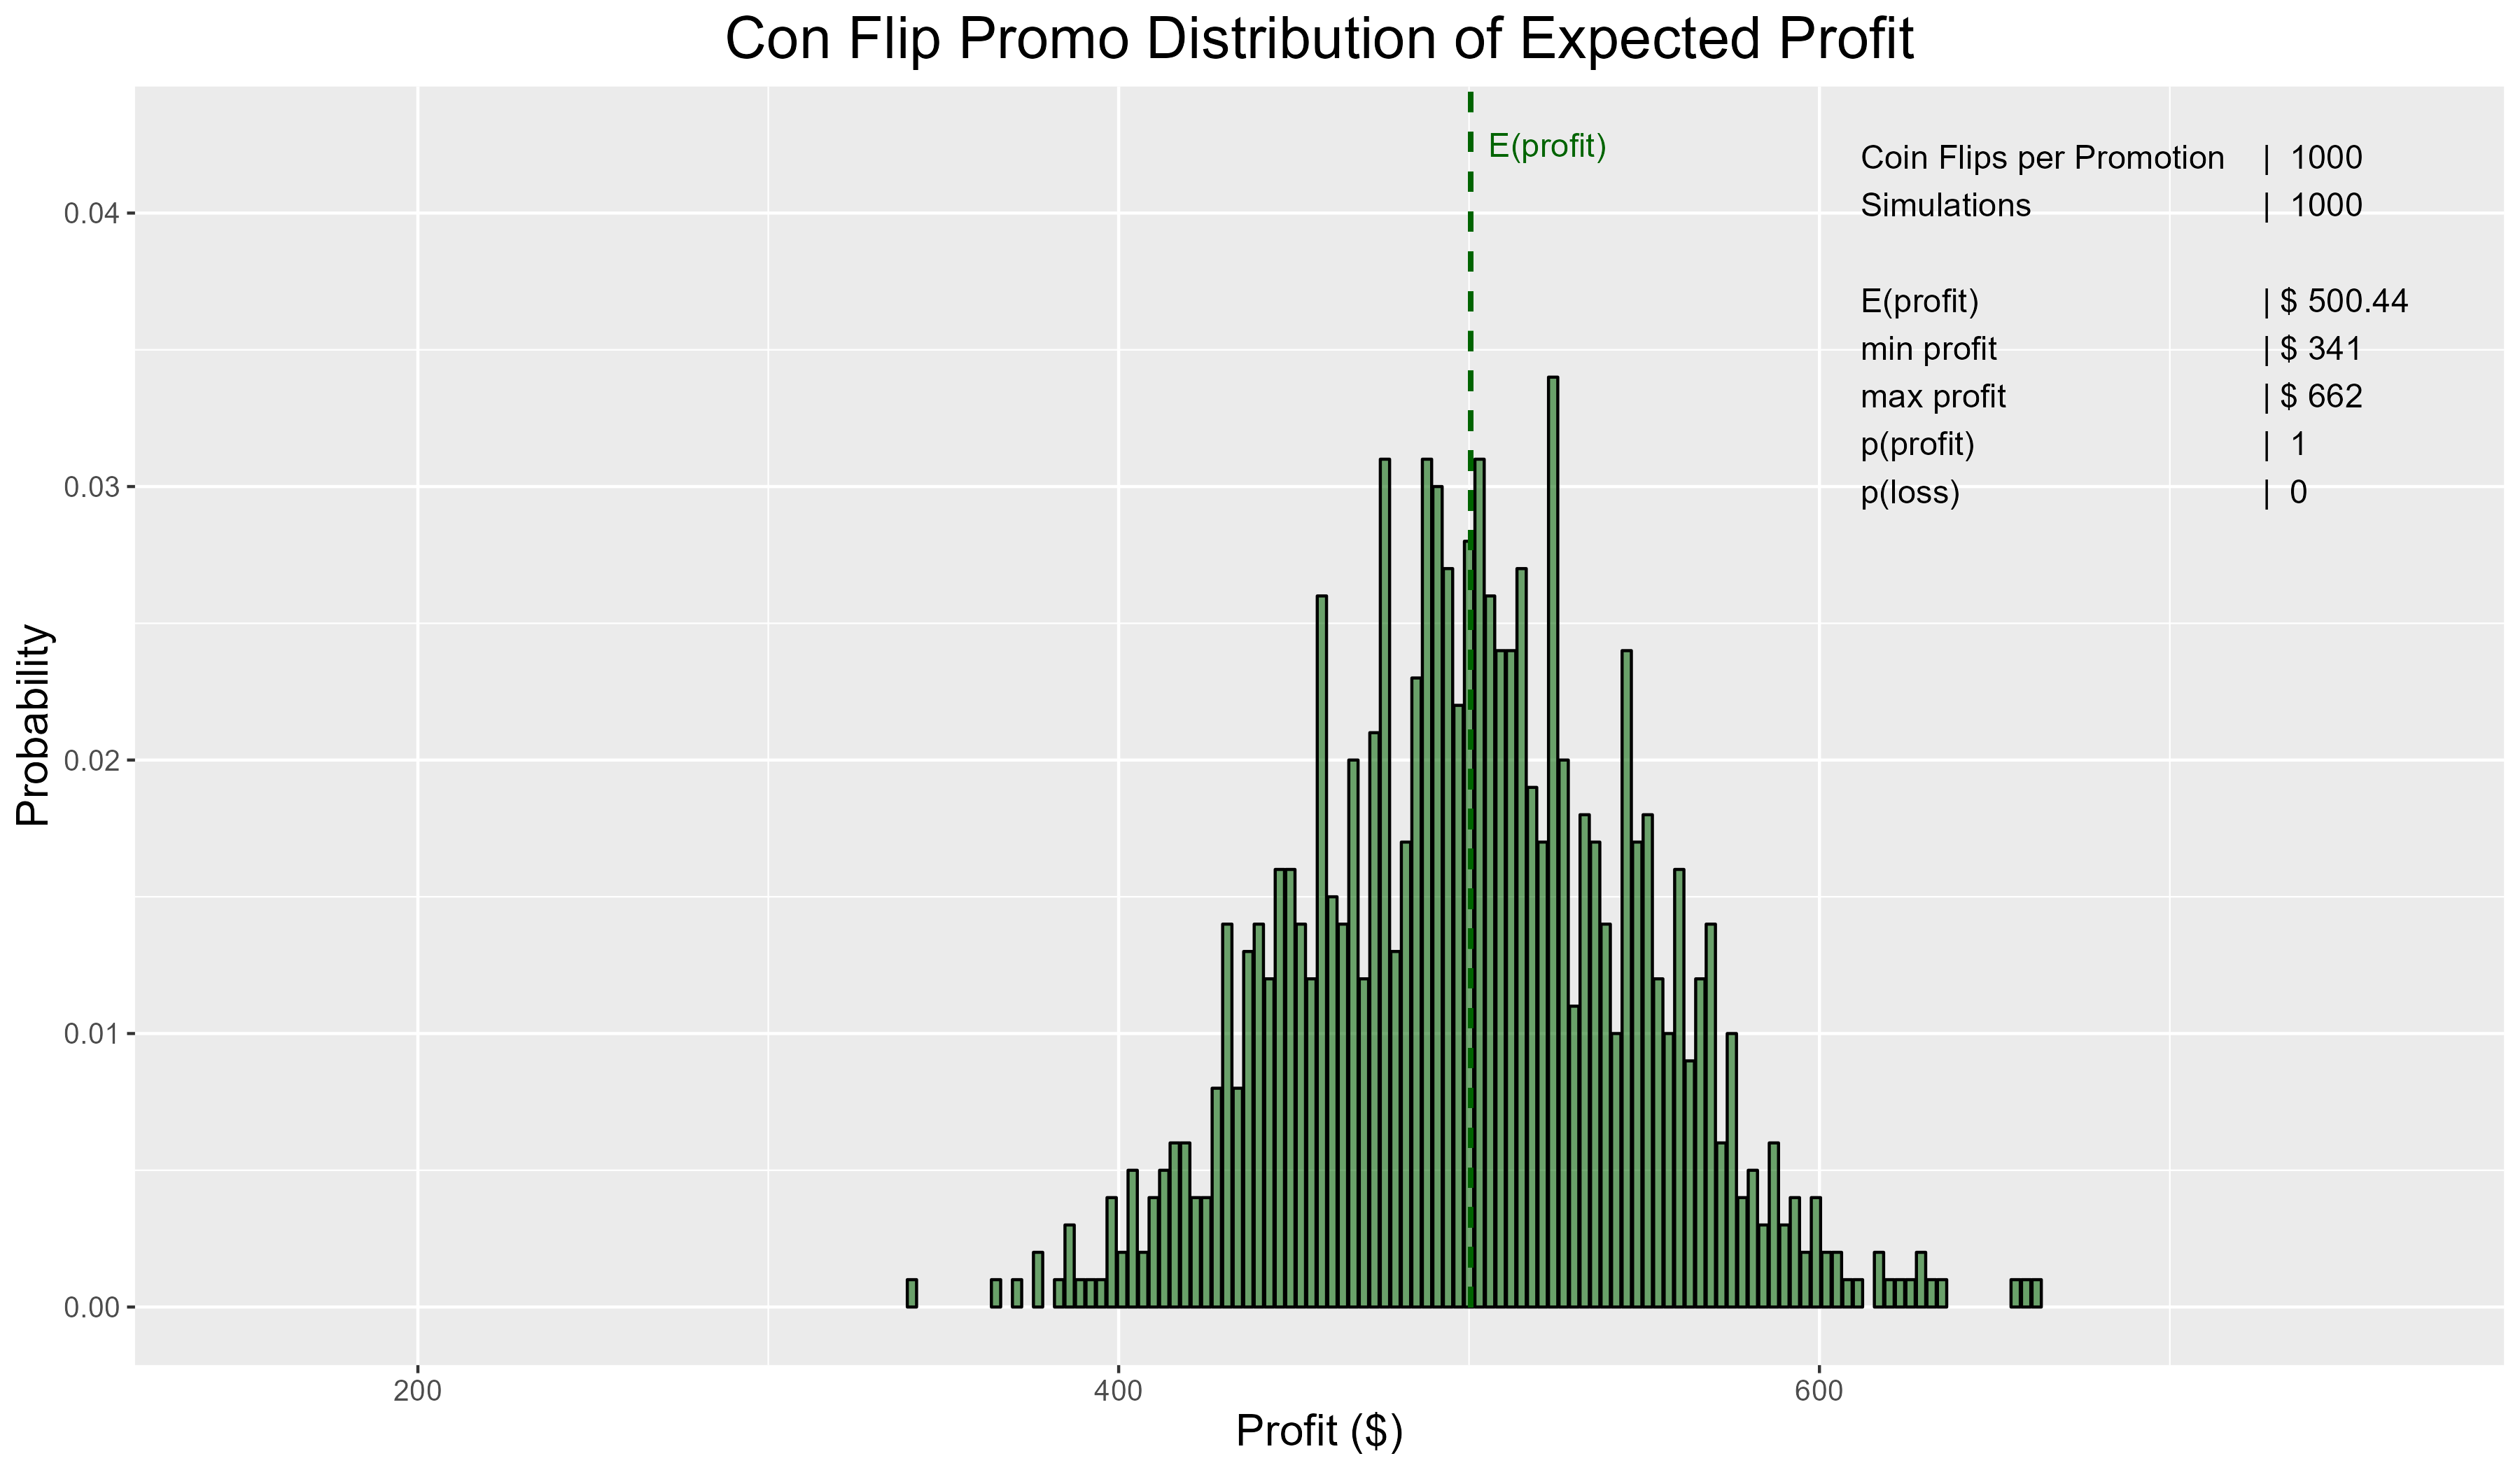 Con Flip Promo Distribution of Expected Profit
E(profit)
Coin Flips per Promotion | 1000
Simulations | 1000
E(profit) | $ 500.44
min profit | $ 341
max profit | $ 662
p(profit) | 1
p(loss) | 0
0.04
0.03
0.02
0.01
0.00
Probability
200
400
600
Profit ($)